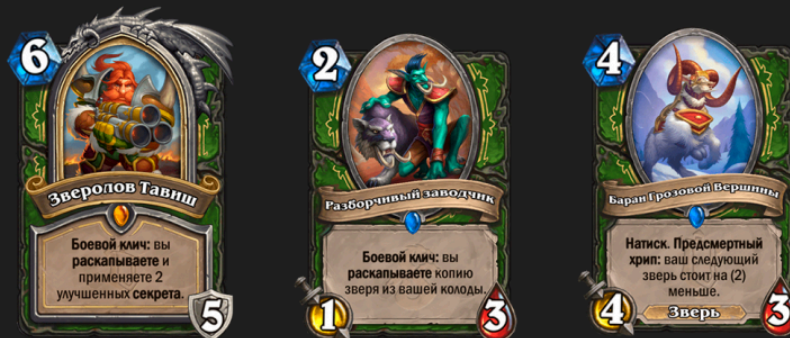 6
Зверолов Тавиш
Боевой клич: вы
раскапываете и
применяете 2
улучшенных секрета.
5
2
Разборчивый заводчик
Боевой клич: вы
раскапываете копию
зверя из вашей колоды.
1
3
4
Баран Грозовой Вершины
Натиск. Предсмертный
хрип: ваш следующий
зверь стоит на (2)
меньше.
4
Зверь
3